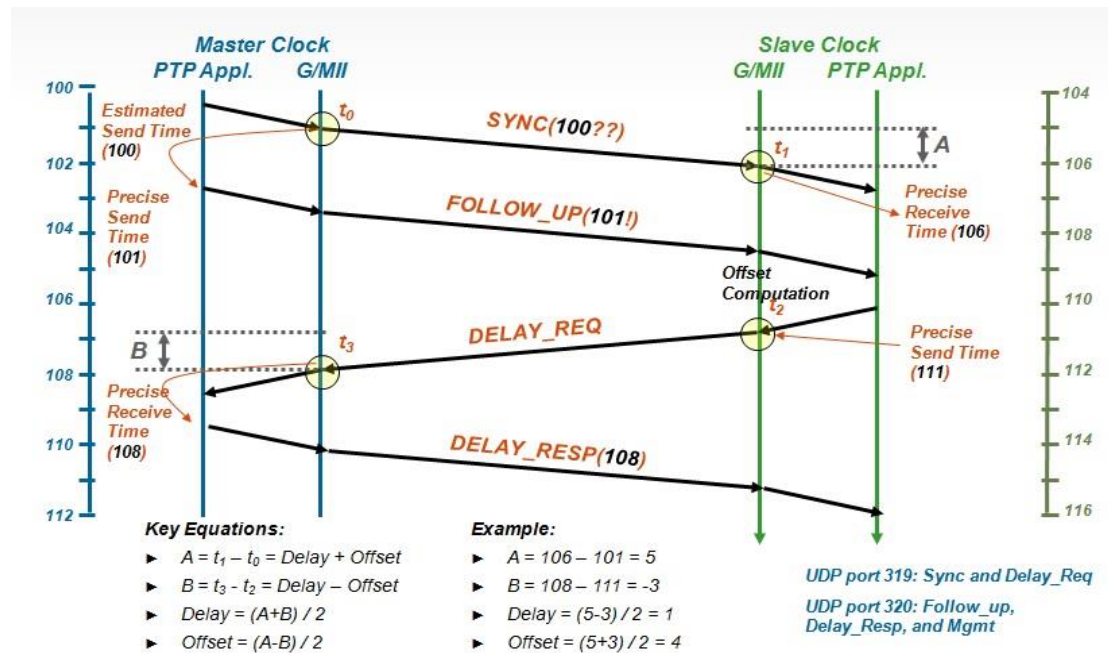 Master Clock
PTP Appl.
G/MII
Slave Clock
G/MII
PTP Appl.
100
102
104
106
108
110
112
104
106
108
110
112
114
116
Estimated
Send Time
(100)
t0
SYNC(100??)
t1
A
Precise
Send
Time
(101)
FOLLOW_UP(101!)
Precise
Receive
Time (106)
Offset
Computation
t2
B
t3
DELAY_REQ
Precise
Send Time
(111)
Precise
Receive
Time
(108)
DELAY_RESP(108)
Key Equations:
► A = t1 – t0 = Delay + Offset
► B = t3 - t2 = Delay – Offset
► Delay = (A+B) / 2
► Offset = (A-B) / 2
Example:
► A = 106 – 101 = 5
► B = 108 – 111 = -3
► Delay = (5-3) / 2 = 1
► Offset = (5+3) / 2 = 4
UDP port 319: Sync and Delay_Req
UDP port 320: Follow_up,
Delay_Resp, and Mgmt